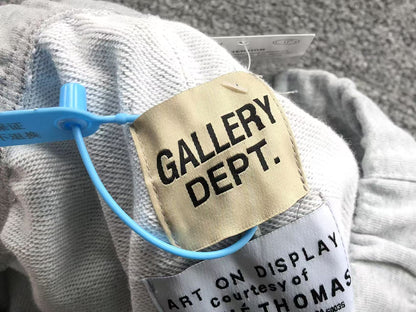 GALLERY
DEPT.
ART ON DISPLAY
courtesy of
THOMAS